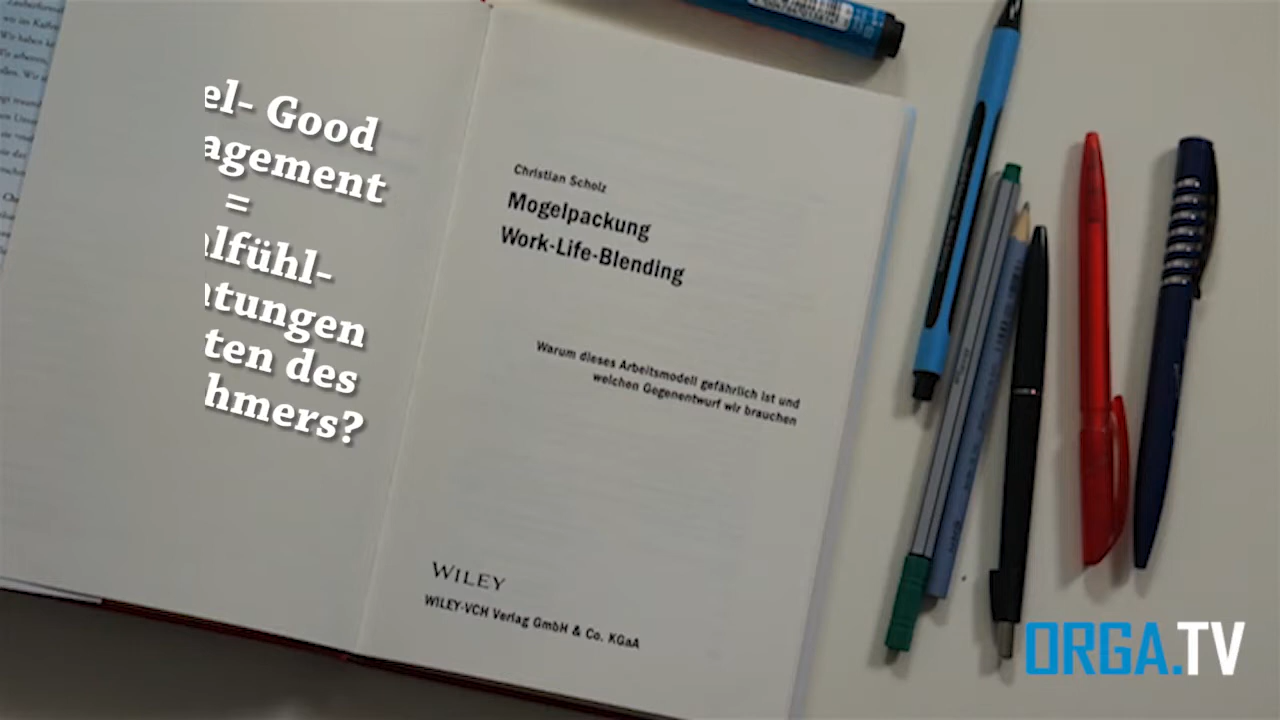 el- Good
agement
=
lfühl-
tungen
ten des
hmers?
Christian Scholz
Mogelpackung
Work-Life-Blending
Warum dieses Arbeitsmodell gefährlich ist und
welchen Gegenentwurf wir brauchen
WILEY
WILEY-VCH Verlag GmbH & Co. KGaA
ORGA.TV